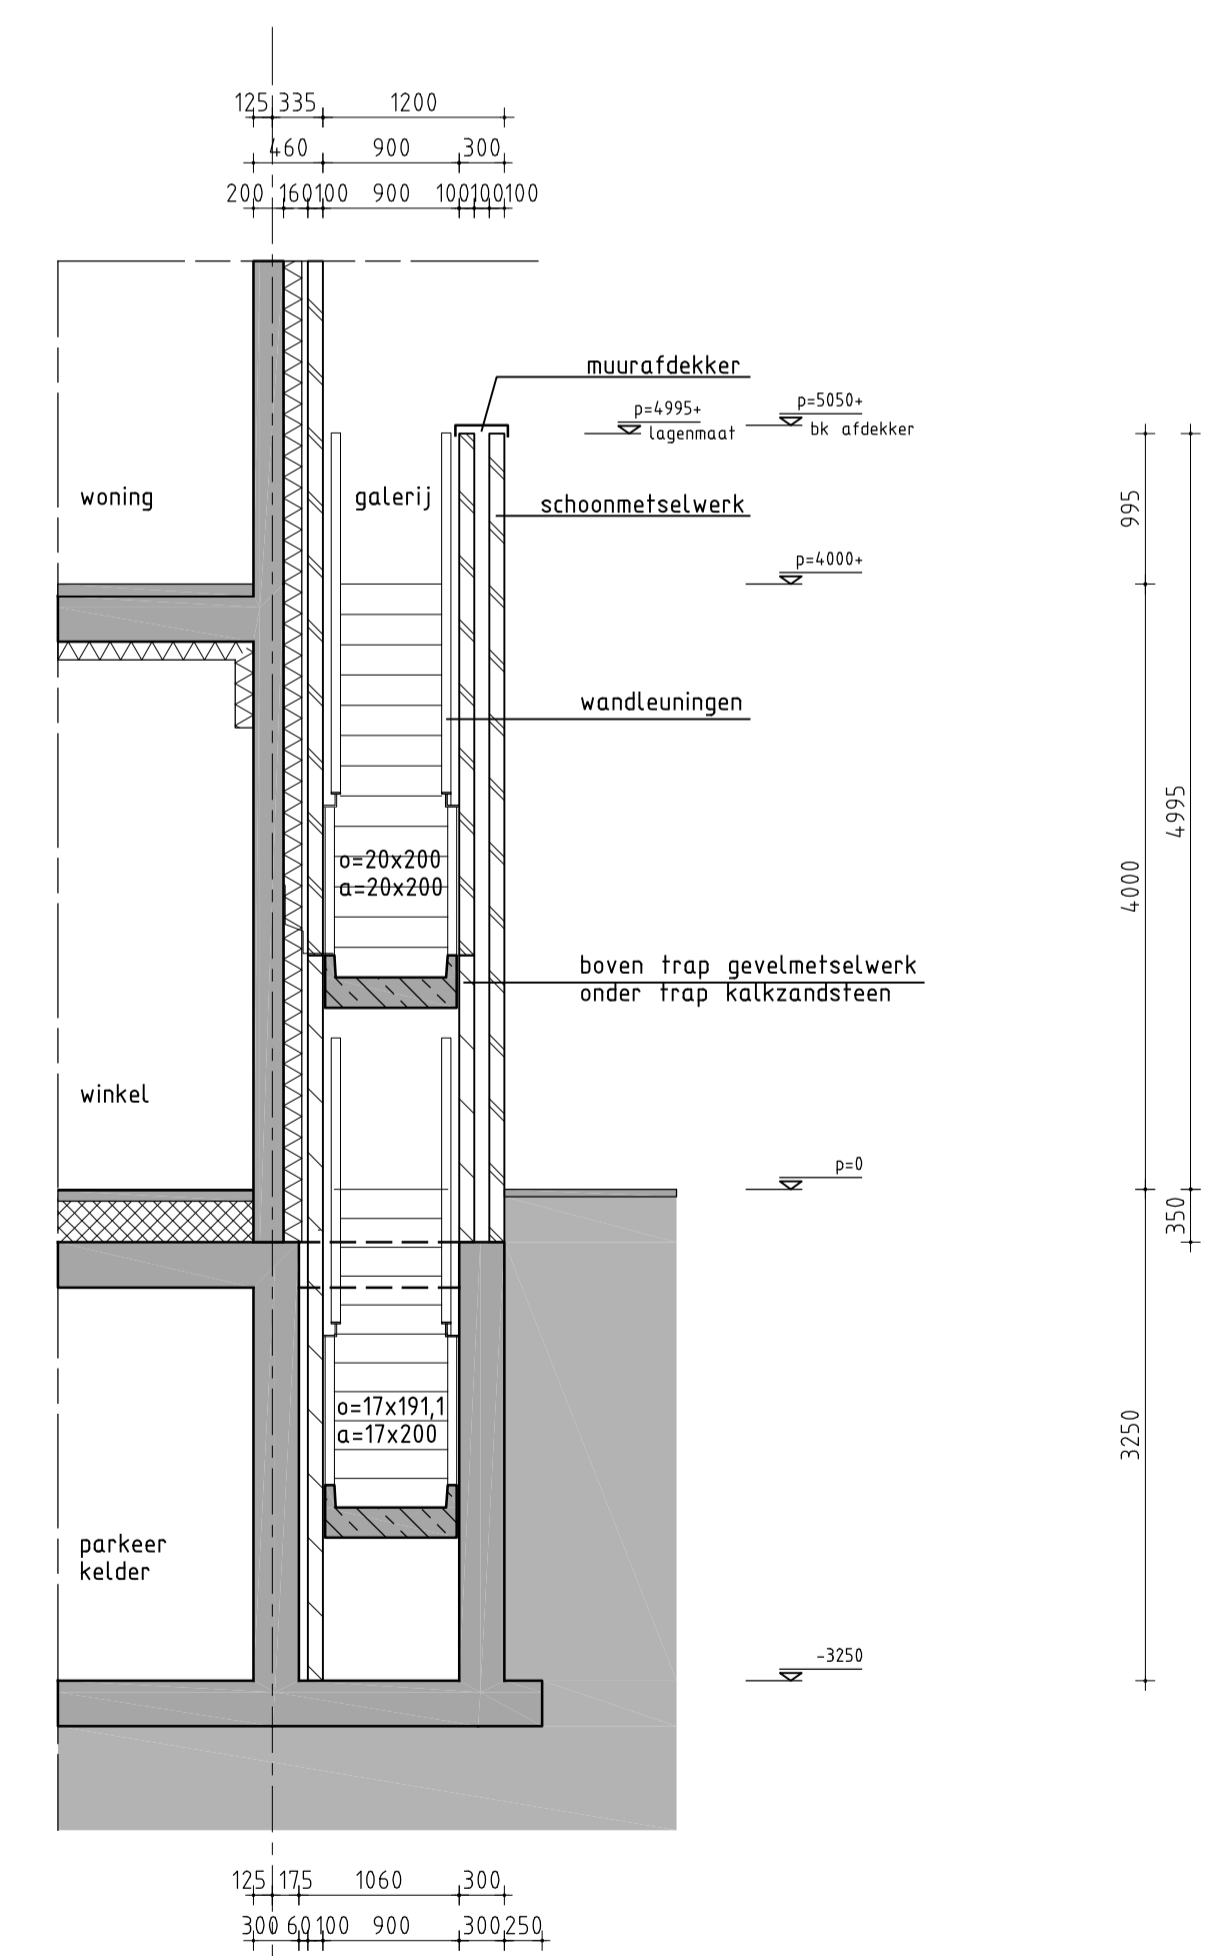 125 335 1200
460 900 300
200 160 100 900 100 100 100
muurafdekker
p=4995+
lagenmaat
p=5050+
bk afdekker
woning
galerij
schoonmetselwerk
995
p=4000+
wandleuningen
4995
o=20x200
a=20x200
4000
boven trap gevelmetselwerk
onder trap kalkzandsteen
winkel
p=0
350
o=17x191,1
a=17x200
3250
parkeer
kelder
-3250
125 175 1060 300
300 60 100 900 300 250